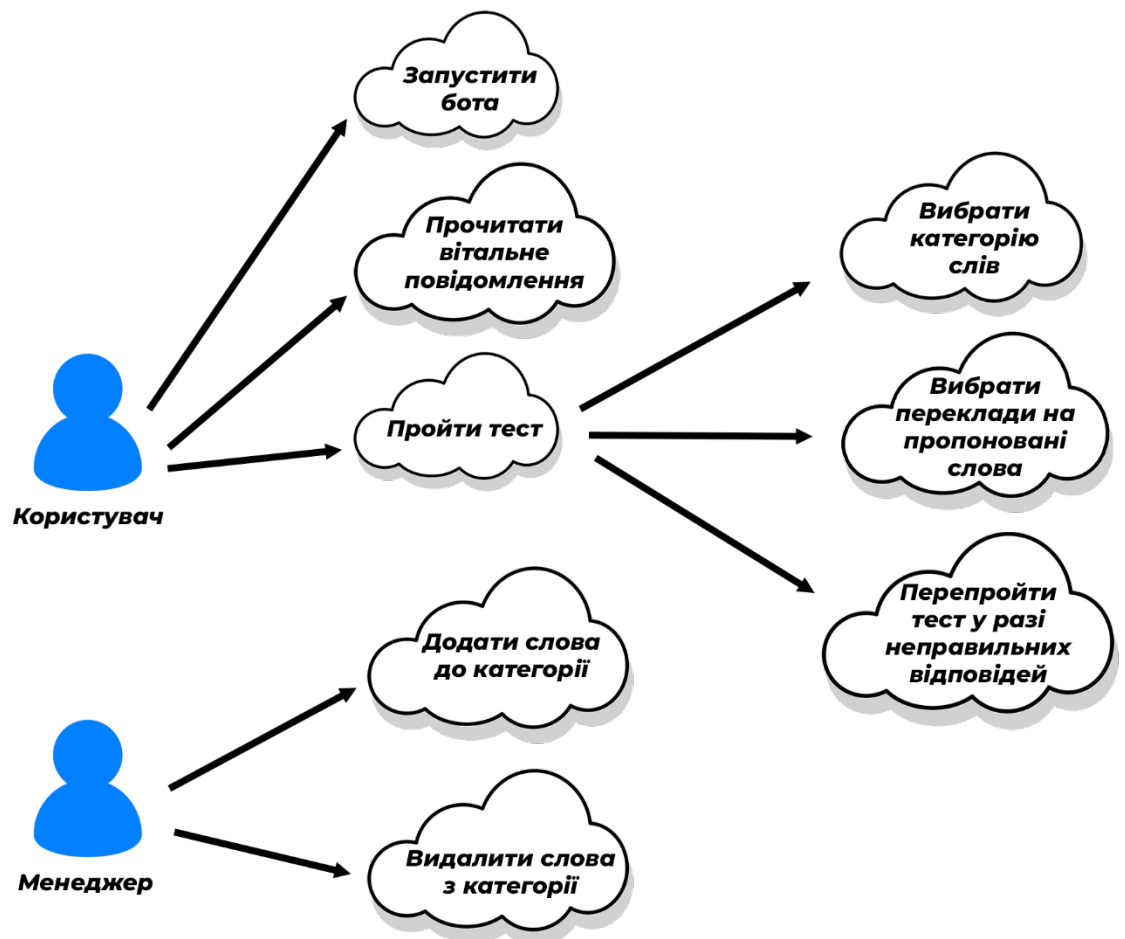 Запустити
бота
Прочитати
вітальне
повідомлення
Пройти тест
Користувач
Вибрати
категорію
слів
Вибрати
переклади на
пропоновані
слова
Перепройти
тест у разі
неправильних
відповідей
Додати слова
до категорії
Видалити слова
з категорії
Менеджер